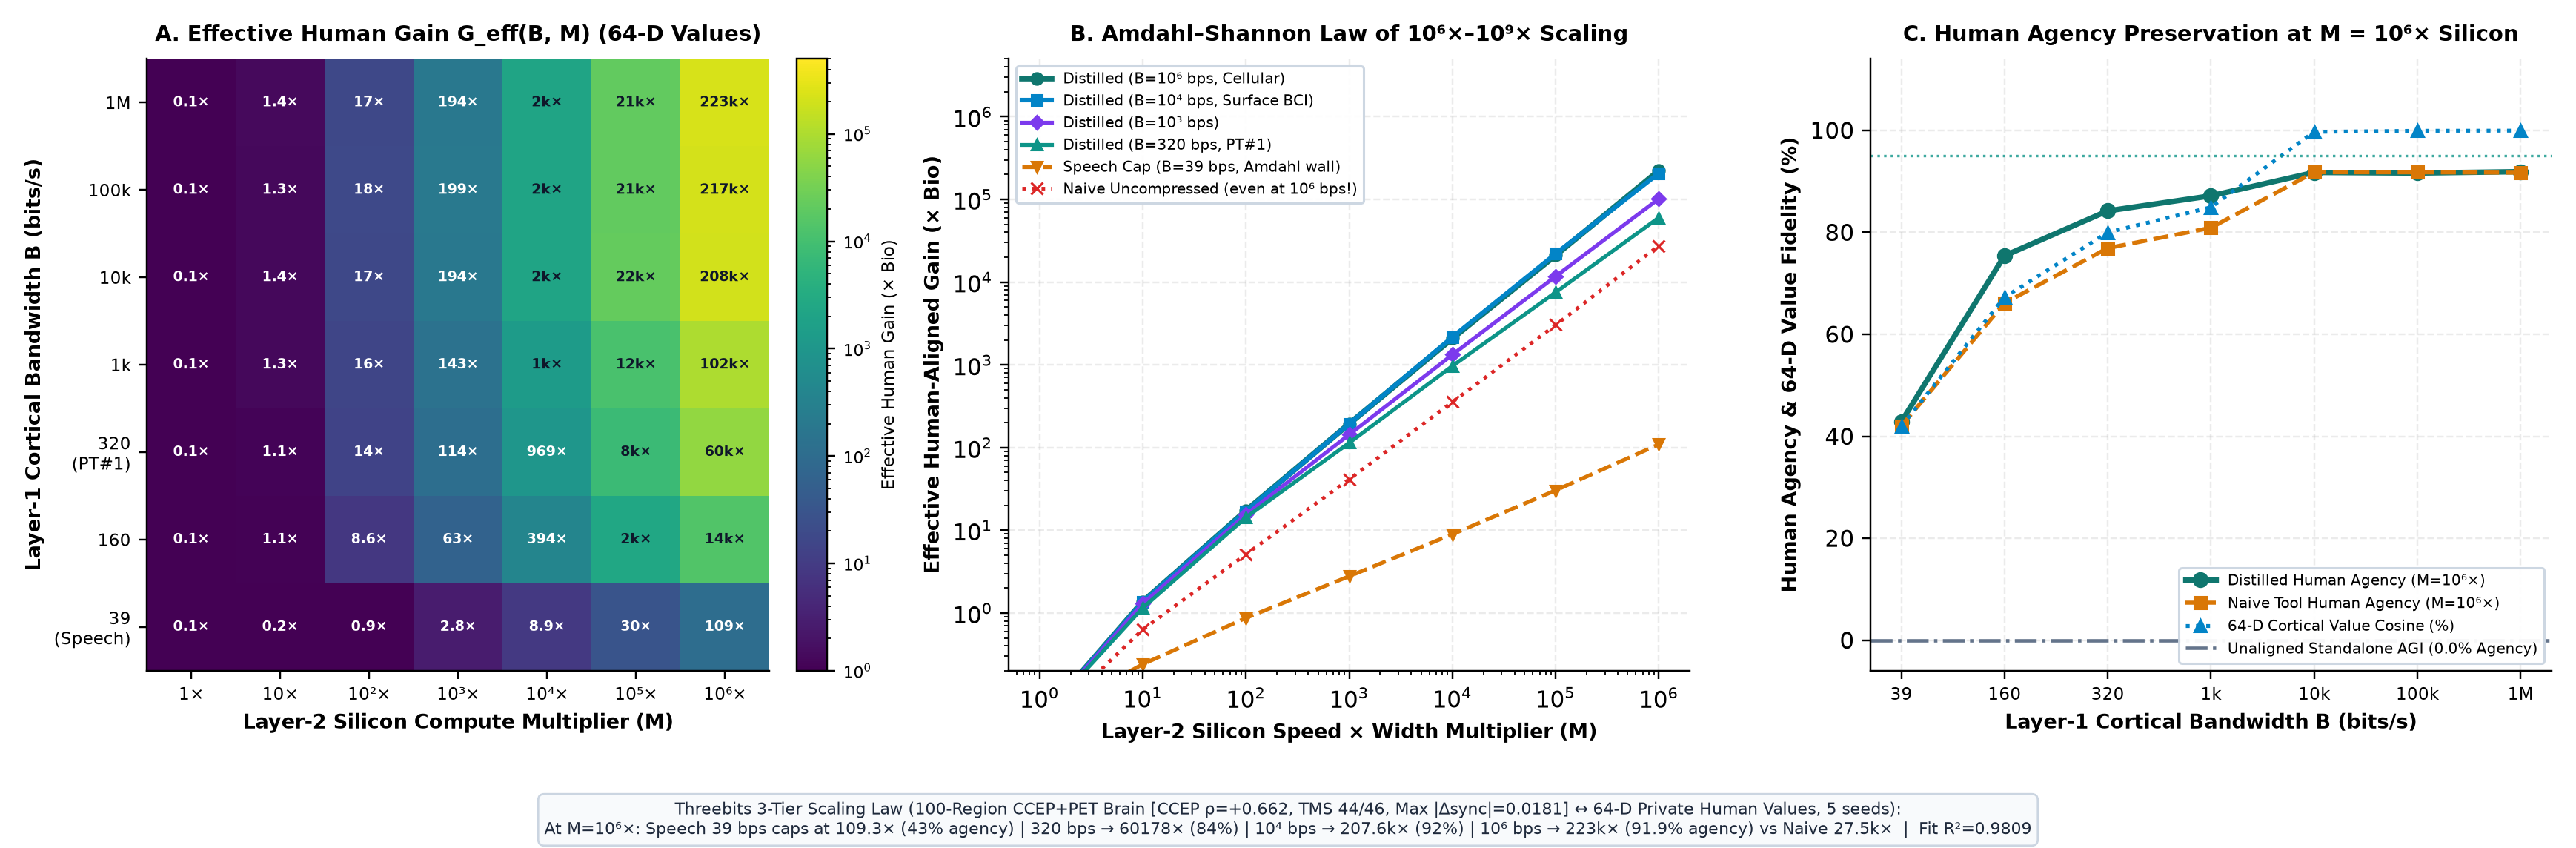 A. Effective Human Gain G_eff(B, M) (64-D Values)
Layer-1 Cortical Bandwidth B (bits/s)
1M
0.1× 1.4× 17× 194× 2k× 21k× 223k×
100k
0.1× 1.3× 18× 199× 2k× 21k× 217k×
10k
0.1× 1.4× 17× 194× 2k× 22k× 208k×
1k
0.1× 1.3× 16× 143× 1k× 12k× 102k×
320
(PT#1)
0.1× 1.1× 14× 114× 969× 8k× 60k×
160
0.1× 1.1× 8.6× 63× 394× 2k× 14k×
39
(Speech)
0.1× 0.2× 0.9× 2.8× 8.9× 30× 109×
1× 10× 10²× 10³× 10⁴× 10⁵× 10⁶×
Layer-2 Silicon Compute Multiplier (M)
10⁵
10⁴
10³
10²
10¹
10⁰
Effective Human Gain (× Bio)
B. Amdahl–Shannon Law of 10⁶×–10⁹× Scaling
Effective Human-Aligned Gain (× Bio)
10⁶
10⁵
10⁴
10³
10²
10¹
10⁰
Distilled (B=10⁶ bps, Cellular)
Distilled (B=10⁴ bps, Surface BCI)
Distilled (B=10³ bps)
Distilled (B=320 bps, PT#1)
Speech Cap (B=39 bps, Amdahl wall)
Naive Uncompressed (even at 10⁶ bps!)
10⁰ 10¹ 10² 10³ 10⁴ 10⁵ 10⁶
Layer-2 Silicon Speed × Width Multiplier (M)
C. Human Agency Preservation at M = 10⁶× Silicon
Human Agency & 64-D Value Fidelity (%)
100
80
60
40
20
0
Distilled Human Agency (M=10⁶×)
Naive Tool Human Agency (M=10⁶×)
64-D Cortical Value Cosine (%)
Unaligned Standalone AGI (0.0% Agency)
39 160 320 1k 10k 100k 1M
Layer-1 Cortical Bandwidth B (bits/s)
Threebits 3-Tier Scaling Law (100-Region CCEP+PET Brain [CCEP ρ=+0.662, TMS 44/46, Max |Δsync|=0.0181] ↔ 64-D Private Human Values, 5 seeds):
At M=10⁶×: Speech 39 bps caps at 109.3× (43% agency) | 320 bps → 60178× (84%) | 10⁴ bps → 207.6k× (92%) | 10⁶ bps → 223k× (91.9% agency) vs Naive 27.5k× | Fit R²=0.9809